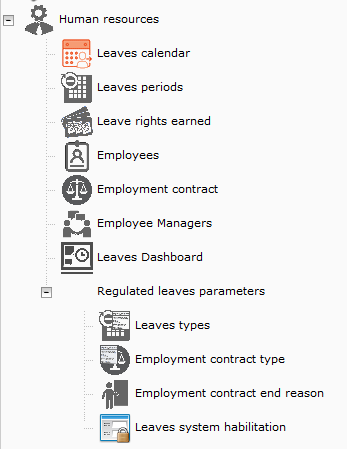 Human resources
Leaves calendar
Leaves periods
Leave rights earned
Employees
Employment contract
Employee Managers
Leaves Dashboard
Regulated leaves parameters
Leaves types
Employment contract type
Employment contract end reason
Leaves system habilitation